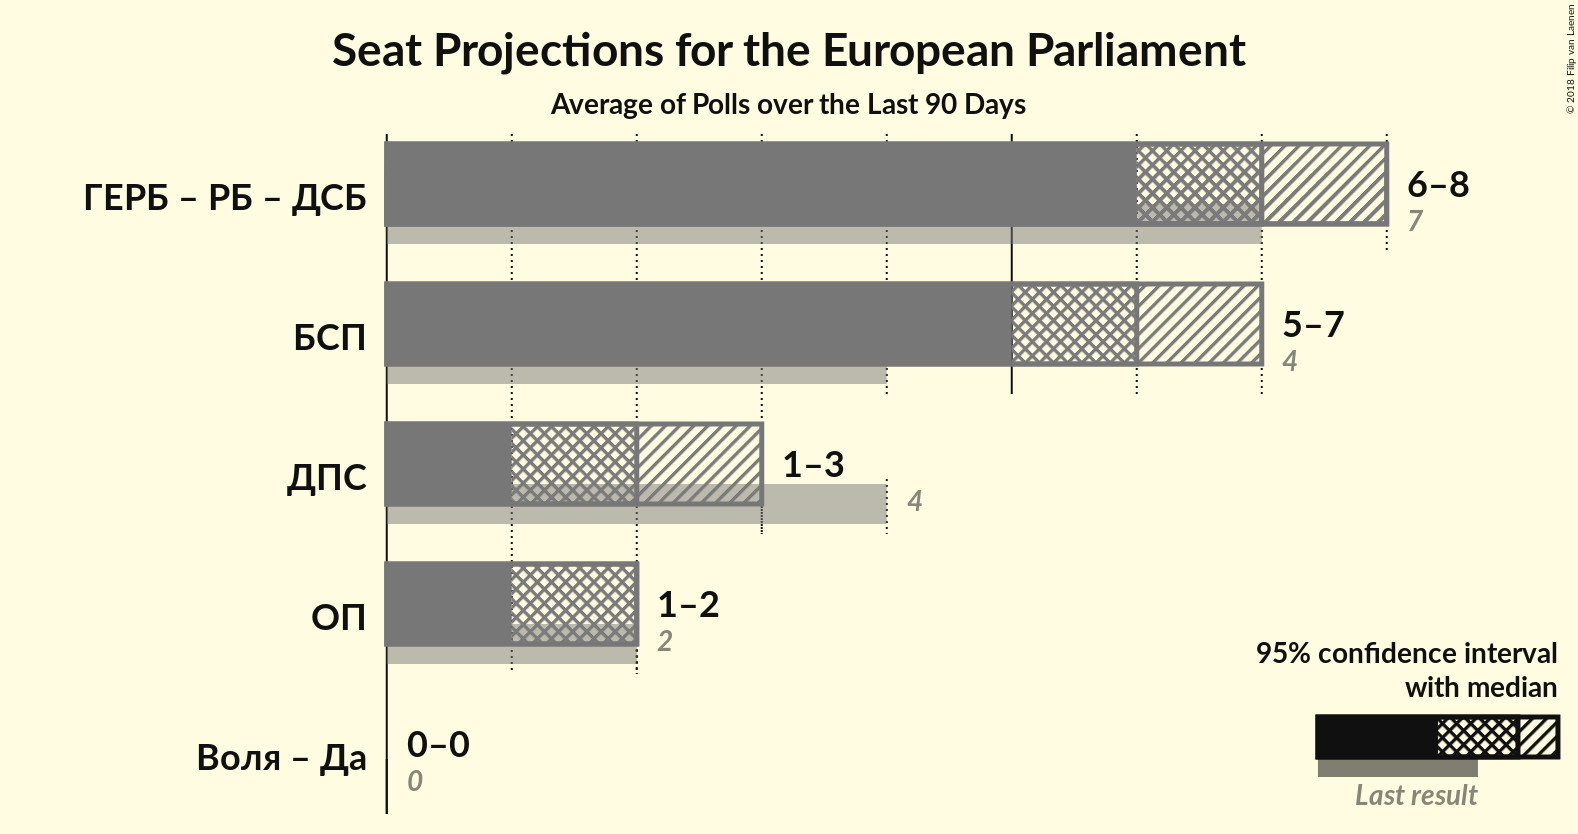 Seat Projections for the European Parliament
Average of Polls over the Last 90 Days
© 2018 Filip van Laenen
ГЕРБ – РБ – ДСБ
6–8
7
БСП
5–7
4
ДПС
1–3
4
ОП
1–2
2
Воля – Да
0–0
0
95% confidence interval
with median
Last result